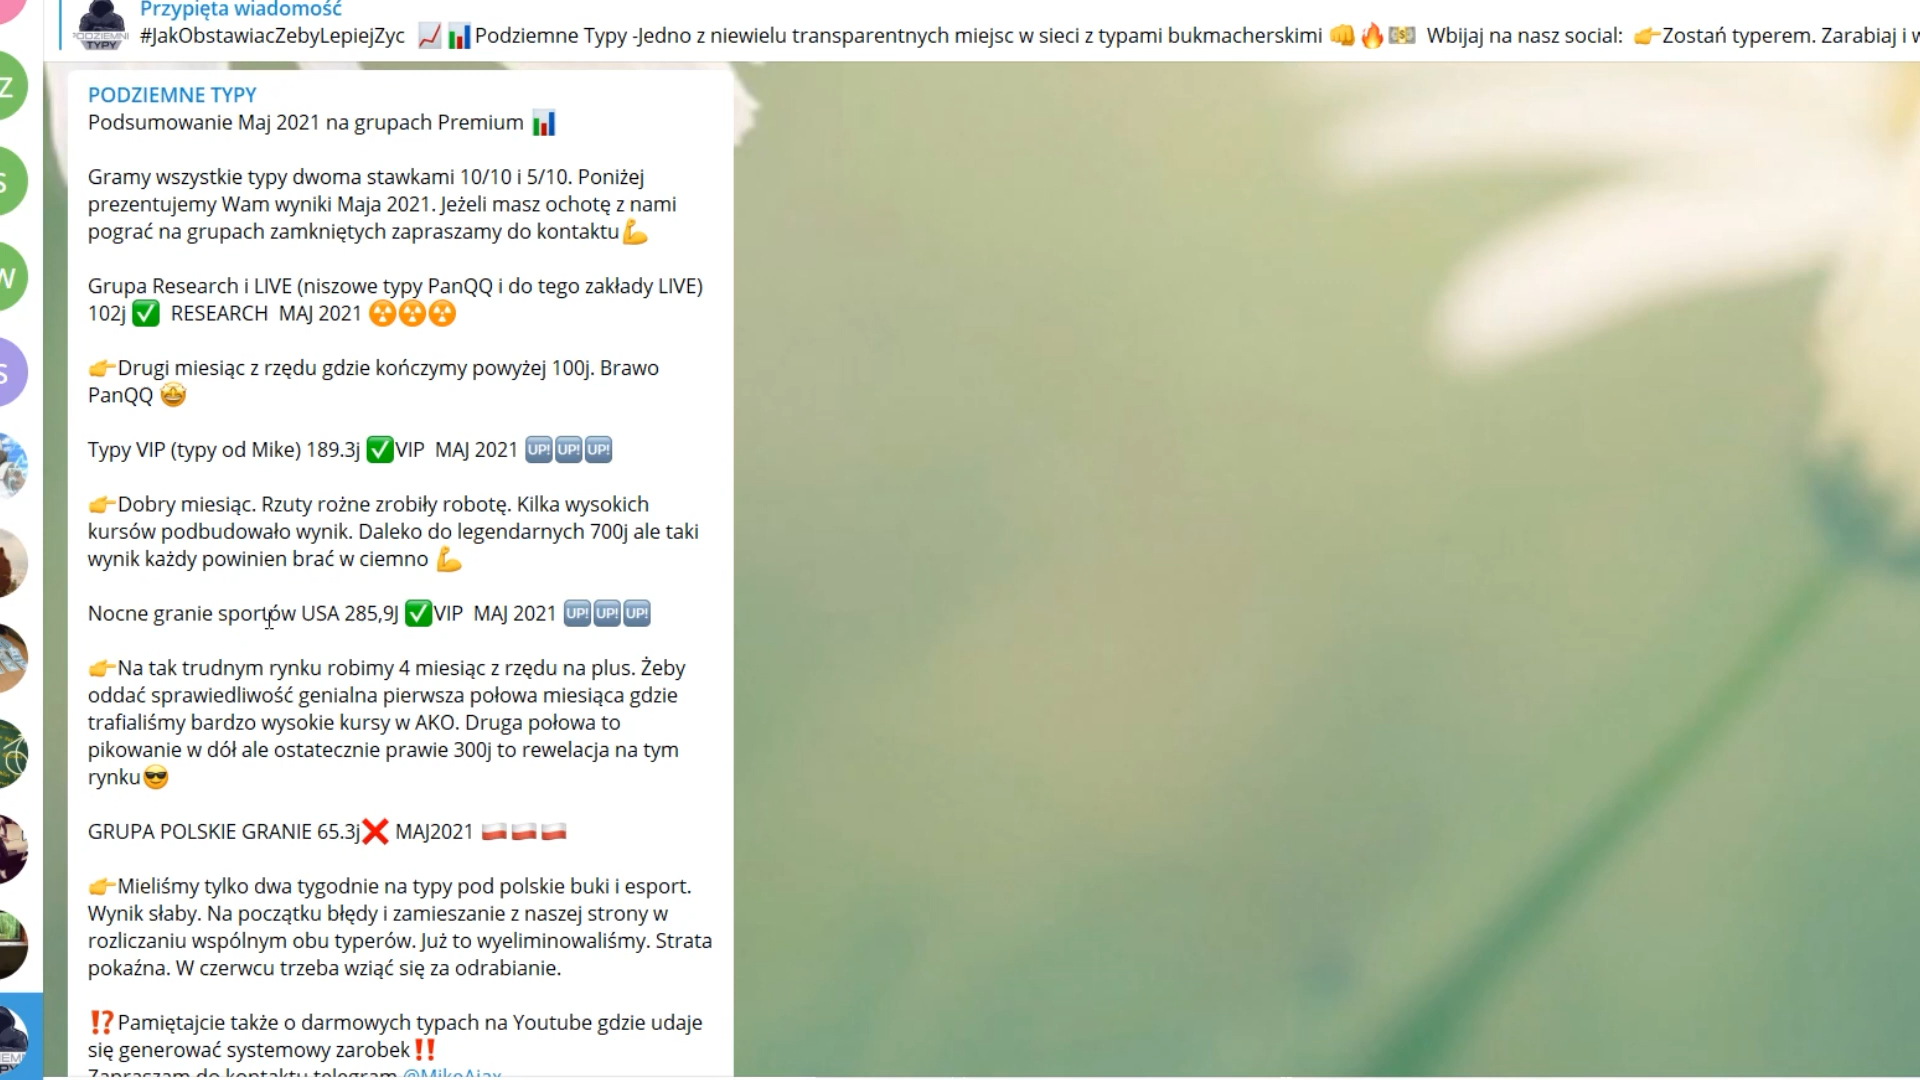 Przypięta wiadomość
#JakObstawiacZebyLepiejZyc 📈📊Podziemne Typy -Jedno z niewielu transparentnych miejsc w sieci z typami bukmacherskimi 👊🔥💵 Wbijaj na nasz social: 👉Zostań typerem. Zarabiaj i w
PODZIEMNE TYPY
Podsumowanie Maj 2021 na grupach Premium 📊
Gramy wszystkie typy dwoma stawkami 10/10 i 5/10. Poniżej
prezentujemy Wam wyniki Maja 2021. Jeżeli masz ochotę z nami
pograć na grupach zamkniętych zapraszamy do kontaktu💪
Grupa Research i LIVE (niszowe typy PanQQ i do tego zakłady LIVE)
102j ✅ RESEARCH MAJ 2021 ☢️☢️☢️
👉Drugi miesiąc z rzędu gdzie kończymy powyżej 100j. Brawo
PanQQ 🤩
Typy VIP (typy od Mike) 189.3j ✅VIP MAJ 2021 🆙🆙🆙
👉Dobry miesiąc. Rzuty rożne zrobiły robotę. Kilka wysokich
kursów podbudowało wynik. Daleko do legendarnych 700j ale taki
wynik każdy powinien brać w ciemno 💪
Nocne granie sportów USA 285,9J ✅VIP MAJ 2021 🆙🆙🆙
👉Na tak trudnym rynku robimy 4 miesiąc z rzędu na plus. Żeby
oddać sprawiedliwość genialna pierwsza połowa miesiąca gdzie
trafialiśmy bardzo wysokie kursy w AKO. Druga połowa to
pikowanie w dół ale ostatecznie prawie 300j to rewelacja na tym
rynku😎
GRUPA POLSKIE GRANIE 65.3j❌ MAJ2021 🇵🇱🇵🇱🇵🇱
👉Mieliśmy tylko dwa tygodnie na typy pod polskie buki i esport.
Wynik słaby. Na początku błędy i zamieszanie z naszej strony w
rozliczaniu wspólnym obu typerów. Już to wyeliminowaliśmy. Strata
pokaźna. W czerwcu trzeba wziąć się za odrabianie.
⁉️Pamiętajcie także o darmowych typach na Youtube gdzie udaje
się generować systemowy zarobek‼️
Zapraszam do kontaktu telegram @MikeAjax
Z
S
W
S